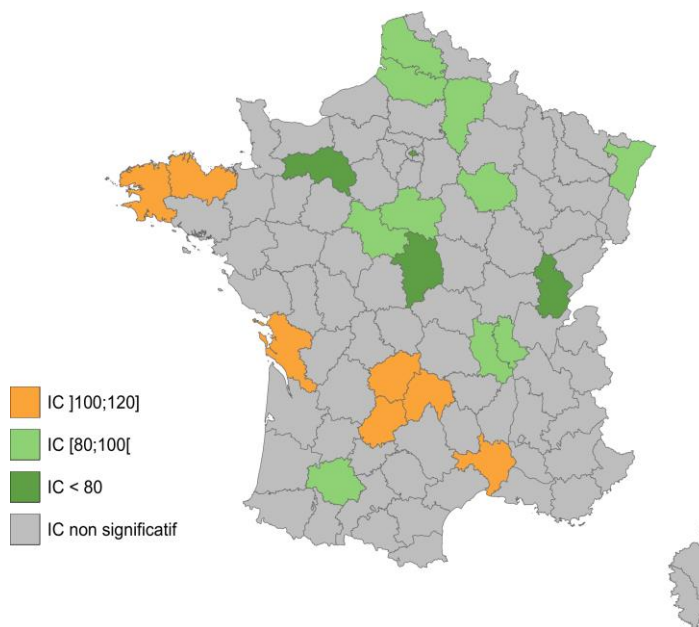 IC ]100;120]
IC [80;100[
IC < 80
IC non significatif